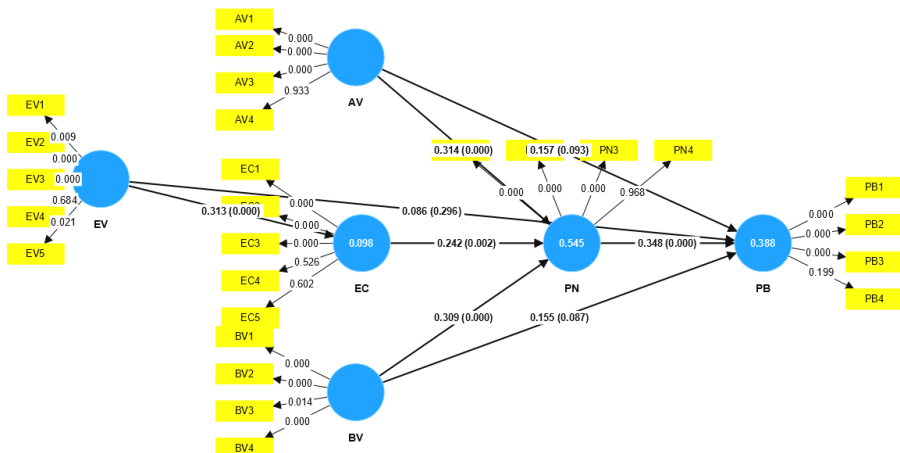 AV1
AV2
AV3
AV4
0.000
0.000
0.000
0.933
AV
EV1
EV2
EV3
EV4
EV5
0.009
0.000
0.000
0.684
0.021
EV
0.313 (0.000)
0.086 (0.296)
EC1
EC3
EC4
EC5
0.000
0.000
0.000
0.526
0.602
0.098
EC
0.242 (0.002)
0.314 (0.000)
0.157 (0.093)
PN3
PN4
0.000
0.000
0.000
0.968
0.545
PN
0.348 (0.000)
0.388
PB
PB1
PB2
PB3
PB4
0.000
0.000
0.000
0.199
0.309 (0.000)
0.155 (0.087)
BV1
BV2
BV3
BV4
0.000
0.000
0.014
0.000
BV